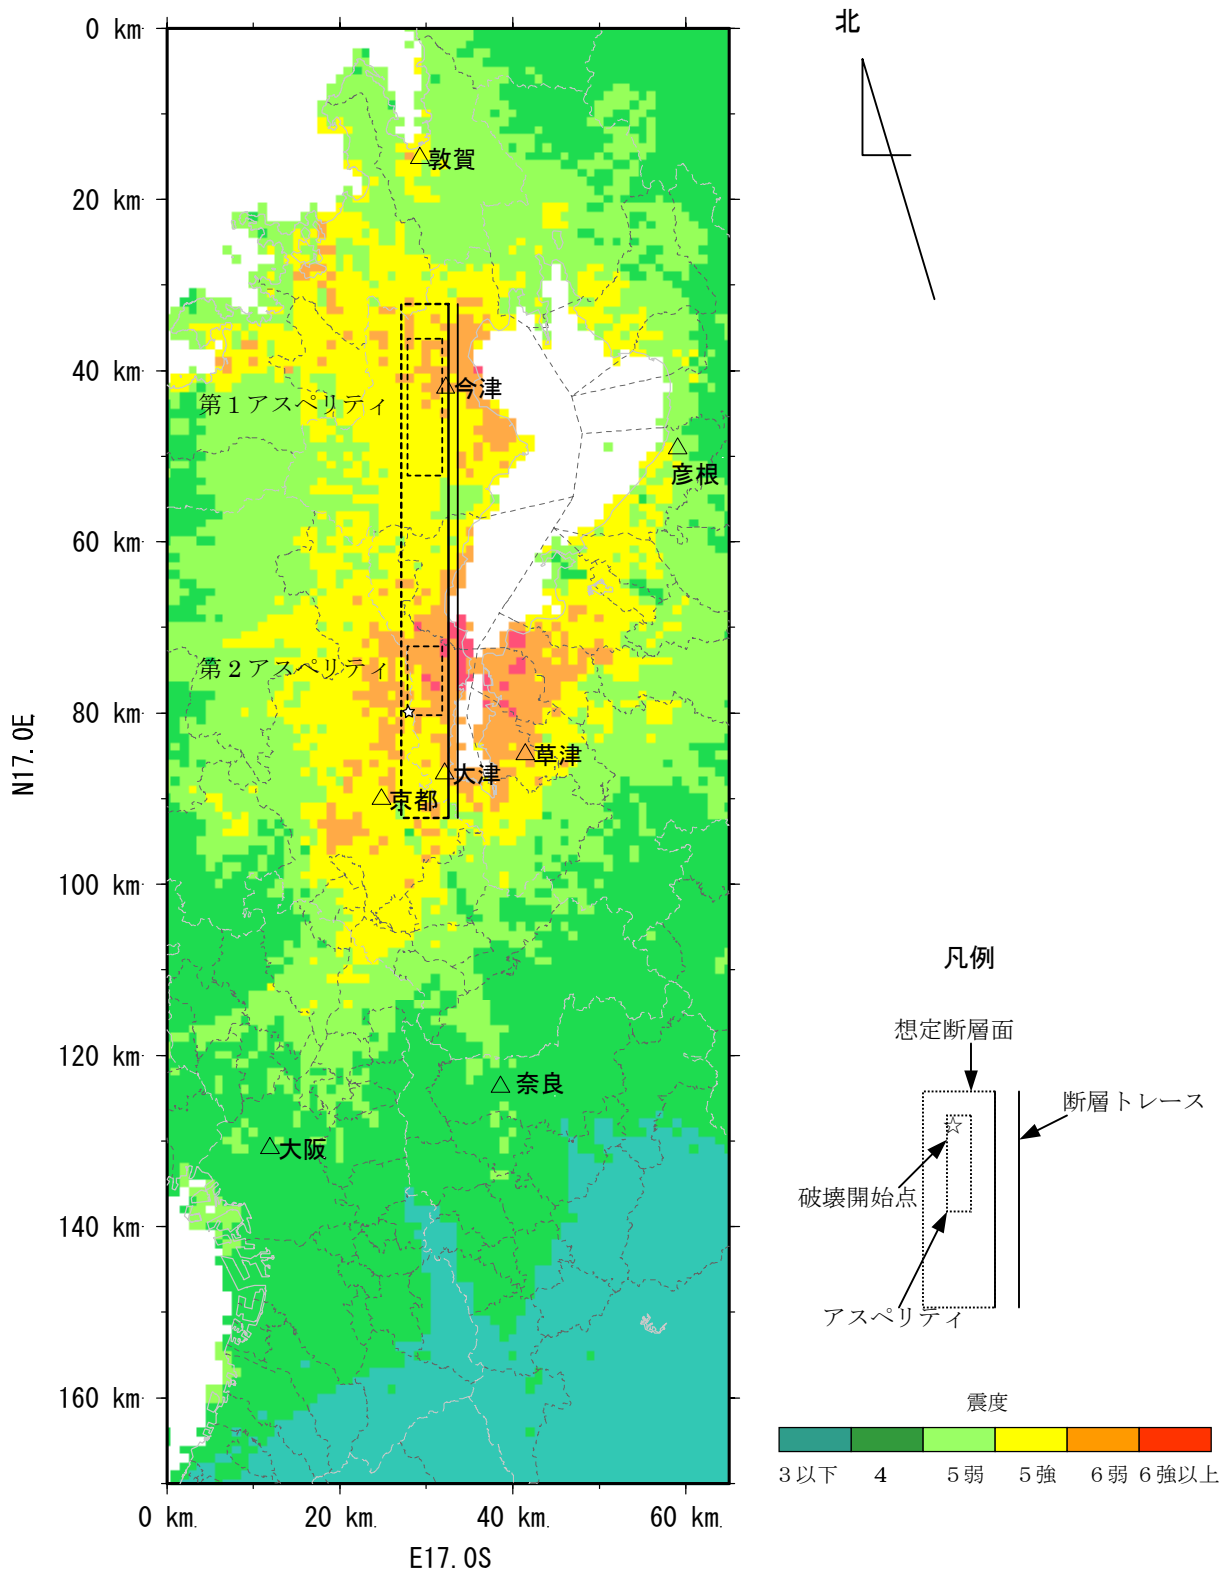 0 km
20 km
40 km
60 km
80 km
100 km
120 km
140 km
160 km
N17.0E
0 km.
20 km.
40 km.
60 km.
E17.0S
敦賀
今津
第１アスペリティ
彦根
第２アスペリティ
草津
大津
京都
奈良
大阪
北
凡例
想定断層面
断層トレース
破壊開始点
アスペリティ
震度
３以下 4 ５弱 ５強 ６弱 ６強以上